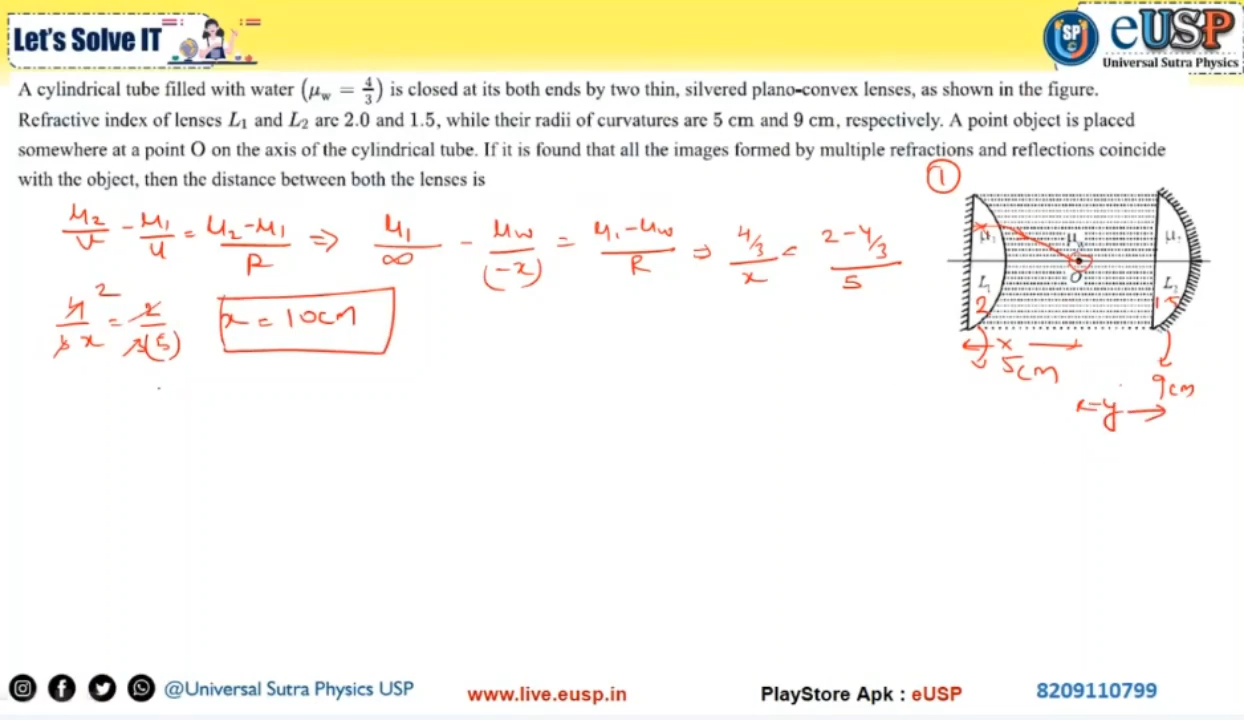 Let's Solve IT
SP
eUSP
Universal Sutra Physics
A cylindrical tube filled with water (μw = 4/3) is closed at its both ends by two thin, silvered plano-convex lenses, as shown in the figure.
Refractive index of lenses L1 and L2 are 2.0 and 1.5, while their radii of curvatures are 5 cm and 9 cm, respectively. A point object is placed
somewhere at a point O on the axis of the cylindrical tube. If it is found that all the images formed by multiple refractions and reflections coincide
with the object, then the distance between both the lenses is
①
μ2/v - μ1/u = μ2-μ1/R ⇒ μ1/∞ - μw/(-x) = μ1-μw/R ⇒ 4/3/x = 2-4/3/5
4/3x = 2/3(5) 2 x = 10cm
μ1 μw
O
L1 L2
2 1.5
x
5cm 9cm
y
@Universal Sutra Physics USP
www.live.eusp.in
PlayStore Apk : eUSP
8209110799